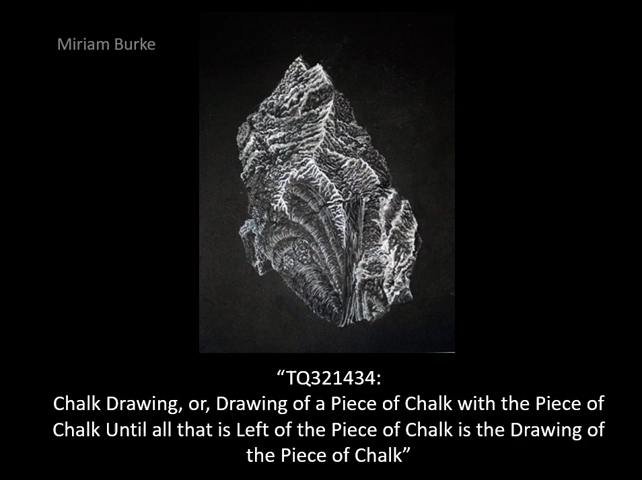 Miriam Burke
“TQ321434:
Chalk Drawing, or, Drawing of a Piece of Chalk with the Piece of
Chalk Until all that is Left of the Piece of Chalk is the Drawing of
the Piece of Chalk”